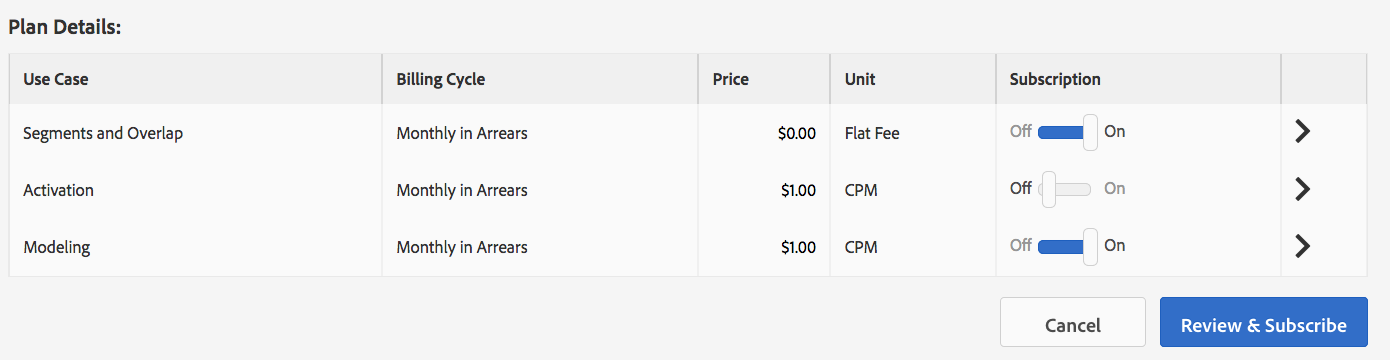 Plan Details:
Use Case Billing Cycle Price Unit Subscription
Segments and Overlap Monthly in Arrears $0.00 Flat Fee Off On
Activation Monthly in Arrears $1.00 CPM Off On
Modeling Monthly in Arrears $1.00 CPM Off On
Cancel Review & Subscribe